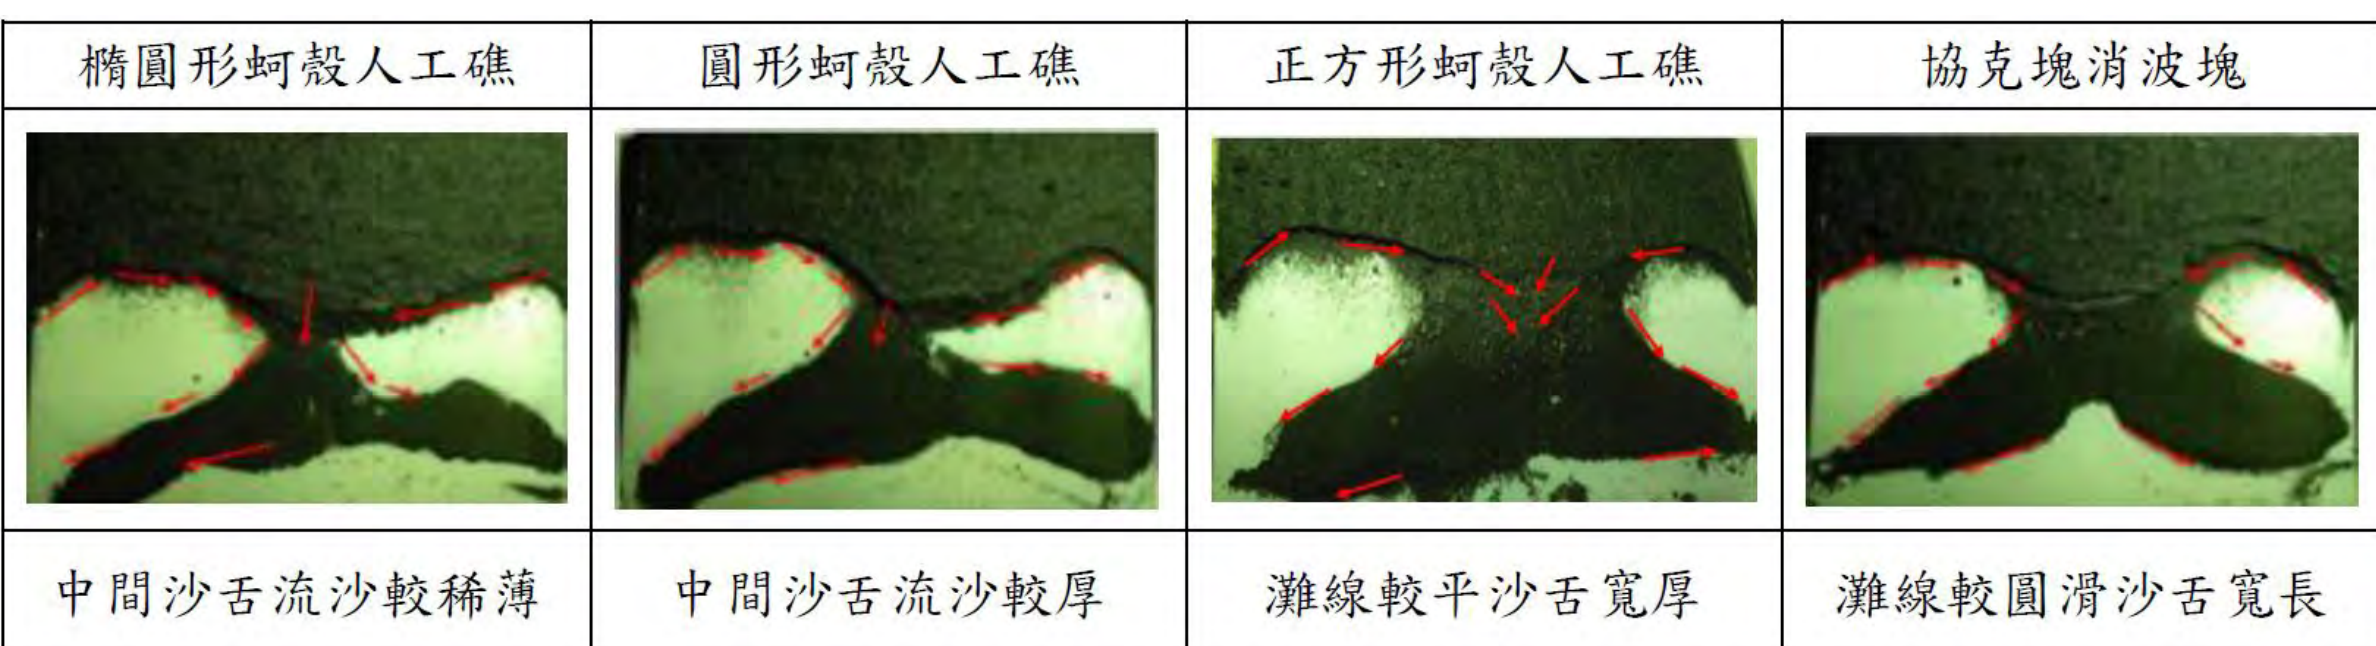 橢圓形蚵殼人工礁
圓形蚵殼人工礁
正方形蚵殼人工礁
協克塊消波塊
中間沙舌流沙較稀薄
中間沙舌流沙較厚
灘線較平沙舌寬厚
灘線較圓滑沙舌寬長